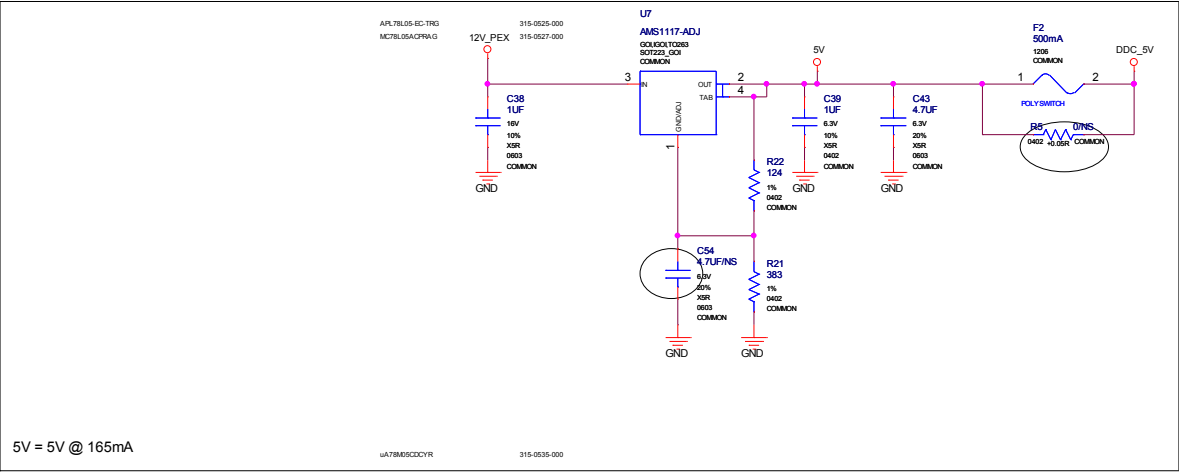 APL78L05-EC-TRG 315-0525-000
MC78L05ACPRAG 315-0527-000
12V_PEX
U7
AMS1117-ADJ
GOI,IGOI,TO263
SOT223_GOI
COMMON
3
IN
OUT
2
TAB
4
GND/ADJ
1
C38
1UF
16V
10%
X5R
0603
COMMON
GND
5V
C39
1UF
6.3V
10%
X5R
0402
COMMON
GND
C43
4.7UF
6.3V
20%
X5R
0603
COMMON
GND
F2
500mA
1206
COMMON
1
2
POLYSWITCH
DDC_5V
R5
0/NS
0402
+0.05R
COMMON
R22
124
1%
0402
COMMON
C54
4.7UF/NS
6.3V
20%
X5R
0603
COMMON
GND
R21
383
1%
0402
COMMON
GND
5V = 5V @ 165mA
uA78M05CDCYR 315-0535-000